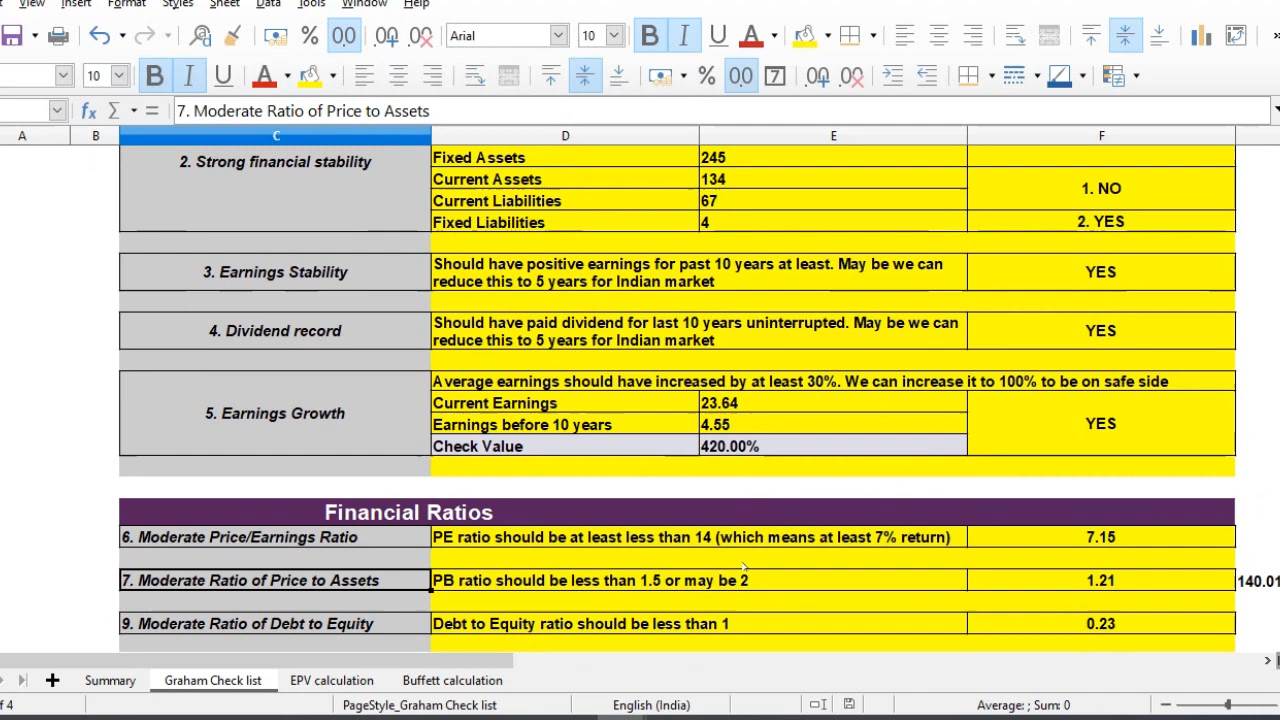 View Insert Format Styles Sheet Data Tools Window Help
Arial 10
10
7. Moderate Ratio of Price to Assets
A B C D E F
2. Strong financial stability
Fixed Assets 245
Current Assets 134
1. NO
Current Liabilities 67
Fixed Liabilities 4 2. YES
3. Earnings Stability
Should have positive earnings for past 10 years at least. May be we can
reduce this to 5 years for Indian market
YES
4. Dividend record
Should have paid dividend for last 10 years uninterrupted. May be we can
reduce this to 5 years for Indian market
YES
Average earnings should have increased by at least 30%. We can increase it to 100% to be on safe side
5. Earnings Growth
Current Earnings 23.64
Earnings before 10 years 4.55
YES
Check Value 420.00%
Financial Ratios
6. Moderate Price/Earnings Ratio PE ratio should be at least less than 14 (which means at least 7% return) 7.15
7. Moderate Ratio of Price to Assets PB ratio should be less than 1.5 or may be 2 1.21 140.01
9. Moderate Ratio of Debt to Equity Debt to Equity ratio should be less than 1 0.23
Summary Graham Check list EPV calculation Buffett calculation
of 4 PageStyle_Graham Check list English (India) Average: ; Sum: 0